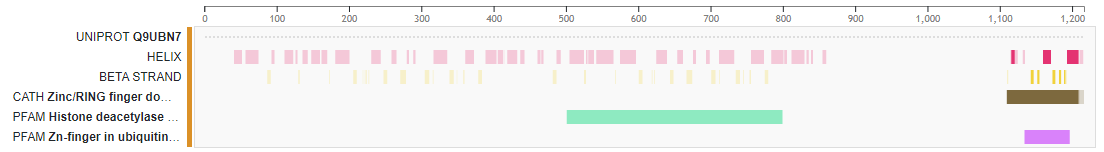 0 100 200 300 400 500 600 700 800 900 1,000 1,100 1,200
UNIPROT Q9UBN7
HELIX
BETA STRAND
CATH Zinc/RING finger do...
PFAM Histone deacetylase ...
PFAM Zn-finger in ubiquitin...